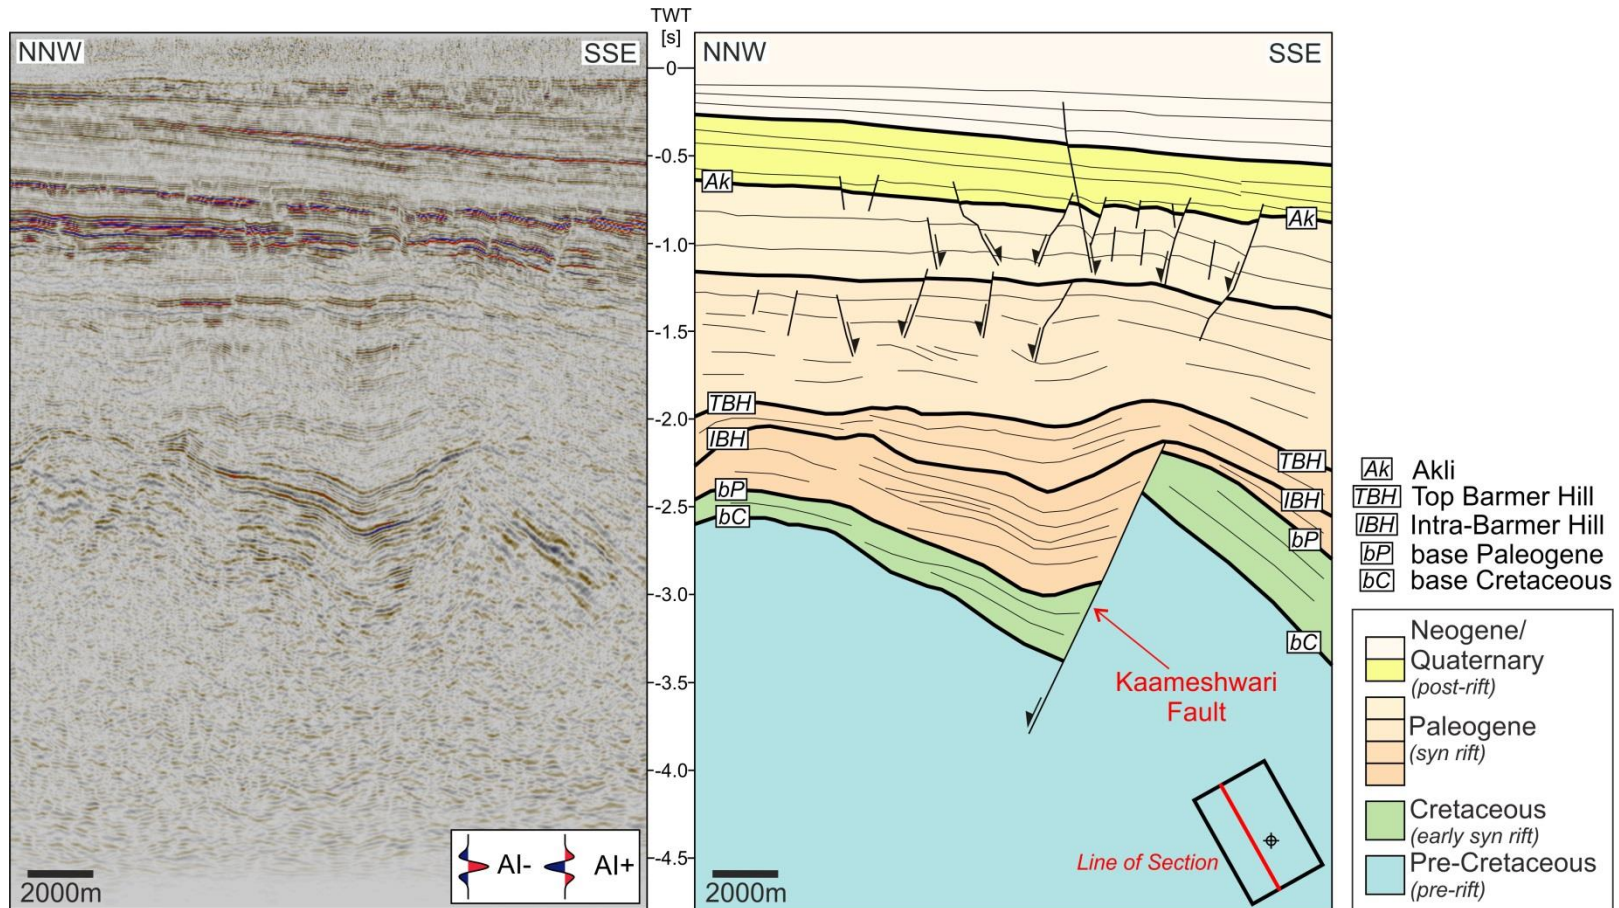 TWT
[s]
NNW
SSE
NNW
SSE
0
-0.5
-1.0
-1.5
-2.0
-2.5
-3.0
-3.5
-4.0
-4.5
Ak
Ak
TBH
IBH
bP
bC
TBH
IBH
bP
bC
Kaameshwari
Fault
Line of Section
2000m
AI-
AI+
2000m
Ak Akli
TBH Top Barmer Hill
IBH Intra-Barmer Hill
bP base Paleogene
bC base Cretaceous
Neogene/
Quaternary
(post-rift)
Paleogene
(syn rift)
Cretaceous
(early syn rift)
Pre-Cretaceous
(pre-rift)